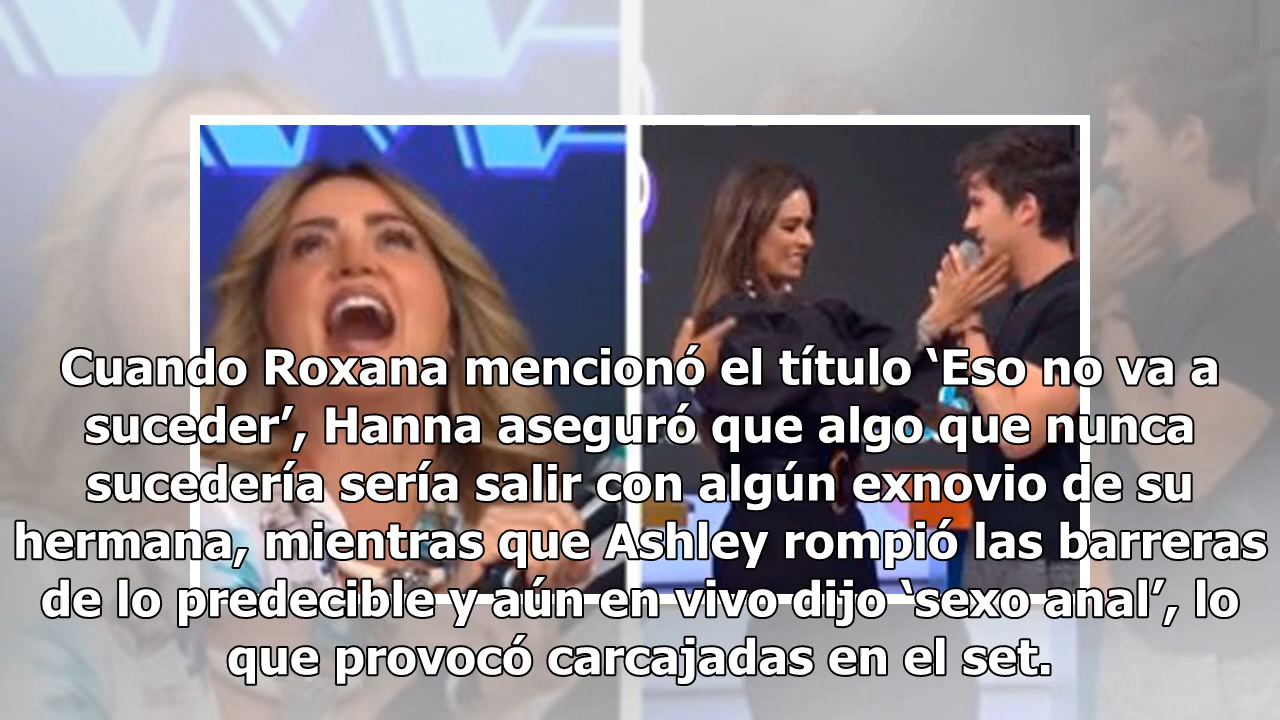 Cuando Roxana mencionó el título ‘Eso no va a
suceder’, Hanna aseguró que algo que nunca
sucedería sería salir con algún exnovio de su
hermana, mientras que Ashley rompió las barreras
de lo predecible y aún en vivo dijo ‘sexo anal’, lo
que provocó carcajadas en el set.